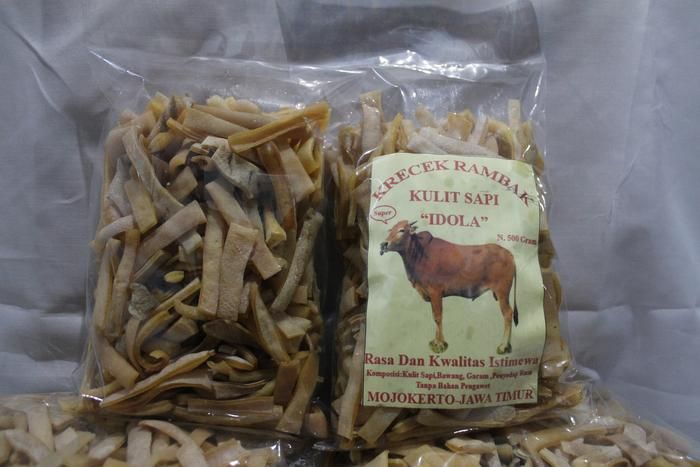 KRECEK RAMBAK
KULIT SAPI
Super
"IDOLA"
N. 500 Gram
Rasa Dan Kwalitas Istimewa
Komposisi:Kulit Sapi,Bawang, Garam ,Penyedap Rasa
Tanpa Bahan Pengawet
MOJOKERTO-JAWA TIMUR